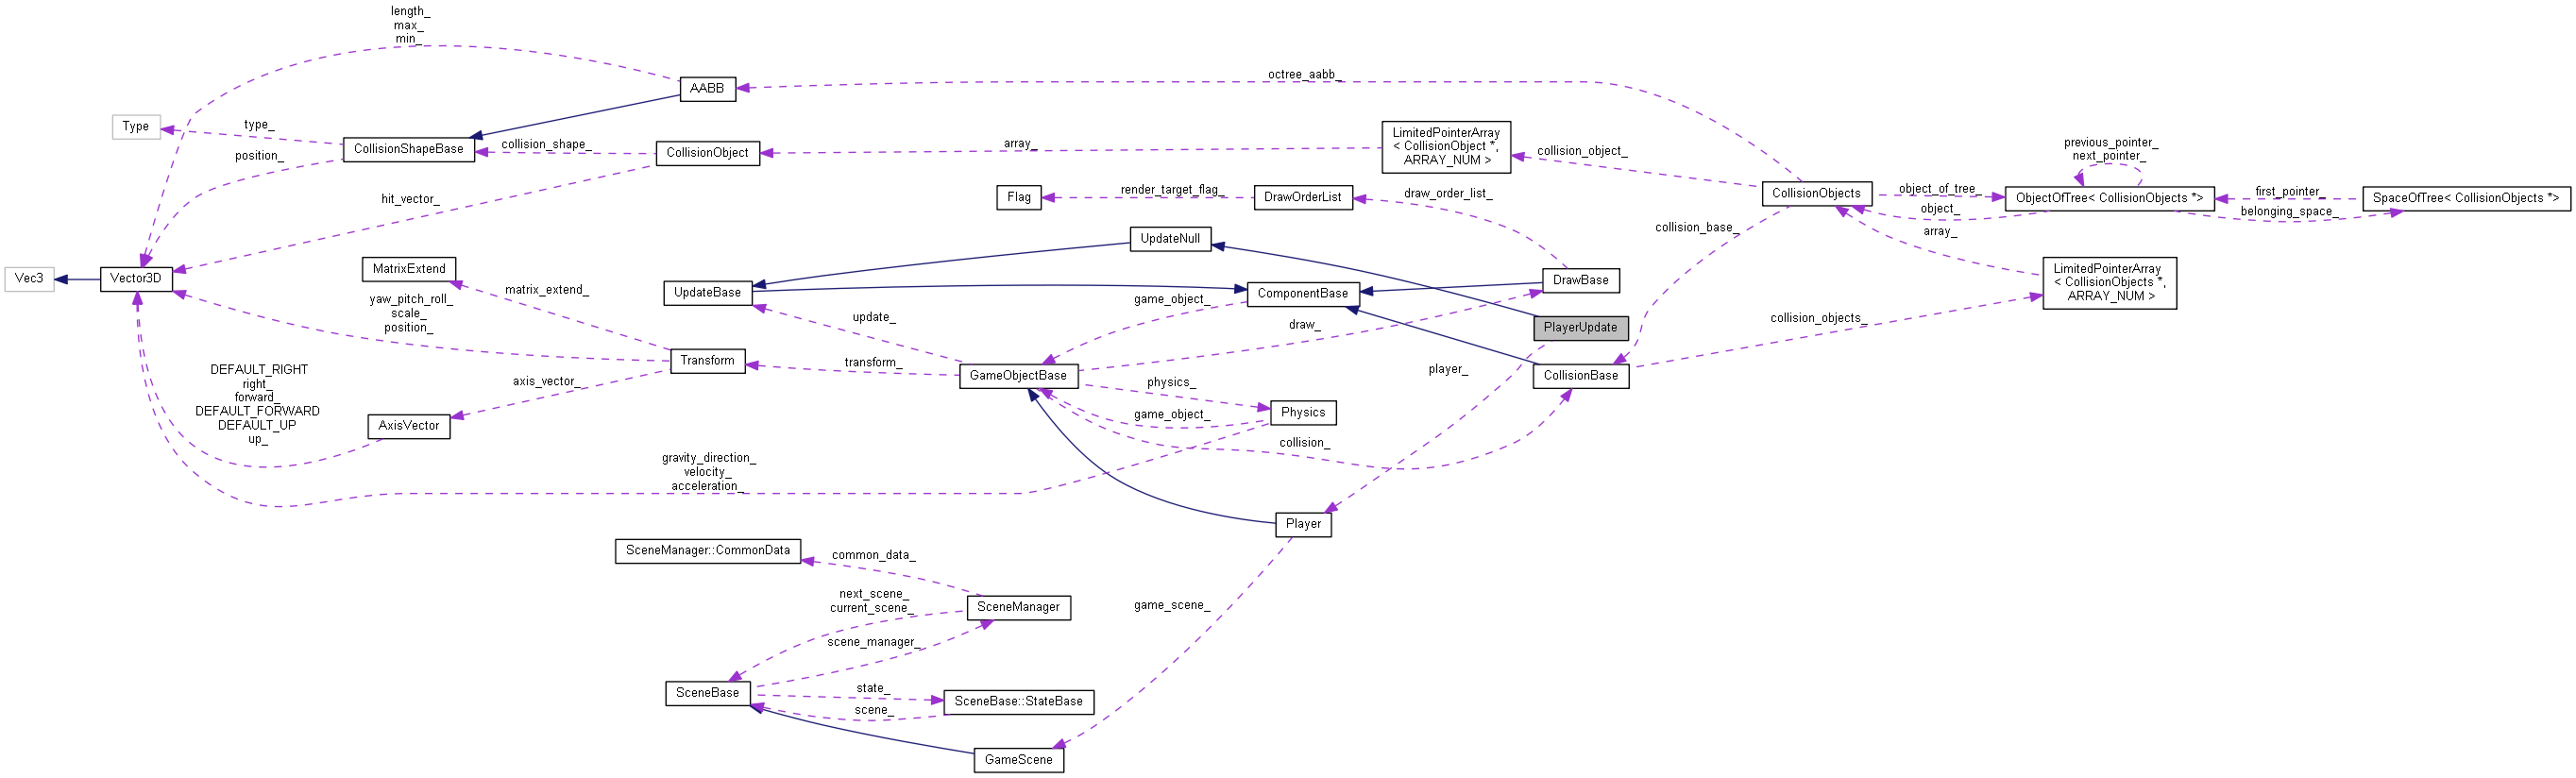 length_
max_
min_
octree_aabb_
AABB
Type
type_
CollisionShapeBase
position_
collision_shape_
CollisionObject
array_
LimitedPointerArray
< CollisionObject *,
ARRAY_NUM >
collision_object_
CollisionObjects
object_of_tree_
previous_pointer_
next_pointer_
ObjectOfTree< CollisionObjects *>
first_pointer_
SpaceOfTree< CollisionObjects *>
object_
belonging_space_
hit_vector_
Flag
render_target_flag_
DrawOrderList
draw_order_list_
collision_base_
array_
UpdateNull
Vec3
Vector3D
MatrixExtend
matrix_extend_
UpdateBase
ComponentBase
DrawBase
LimitedPointerArray
< CollisionObjects *,
ARRAY_NUM >
yaw_pitch_roll_
scale_
position_
update_
game_object_
draw_
PlayerUpdate
collision_objects_
Transform
transform_
GameObjectBase
player_
CollisionBase
DEFAULT_RIGHT
right_
forward_
DEFAULT_FORWARD
DEFAULT_UP
up_
axis_vector_
physics_
AxisVector
game_object_
Physics
collision_
gravity_direction_
velocity_
acceleration_
Player
SceneManager::CommonData
common_data_
next_scene_
current_scene_
SceneManager
game_scene_
scene_manager_
SceneBase
state_
SceneBase::StateBase
scene_
GameScene